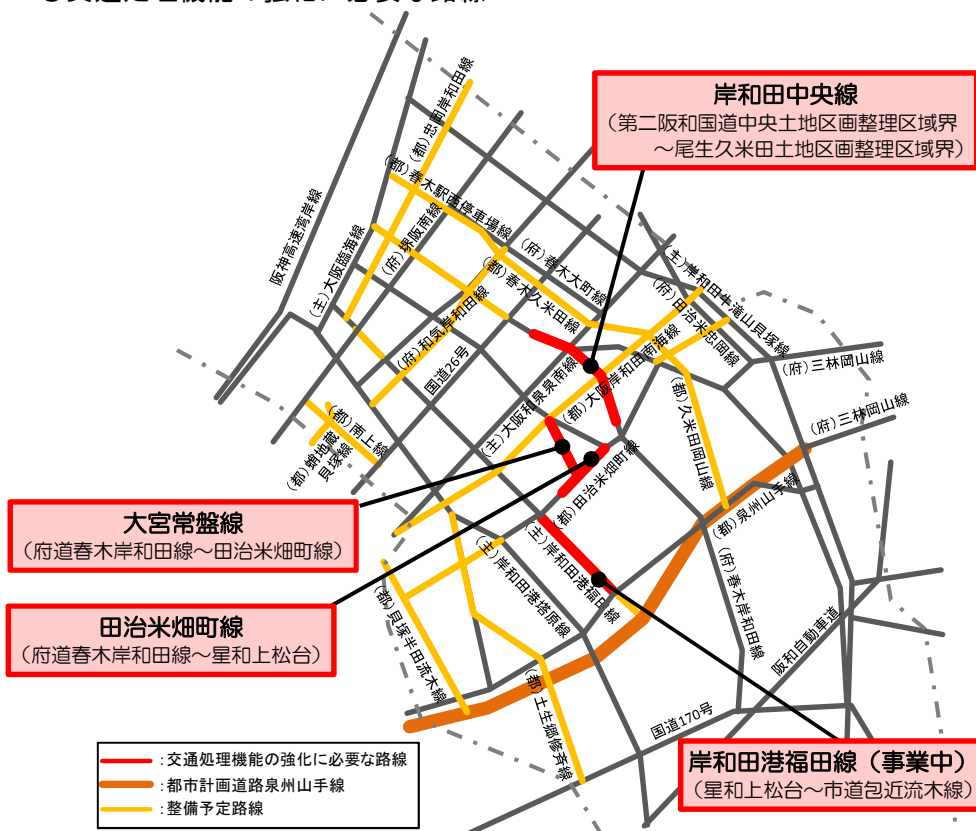 岸和田中央線
(第二阪和国道中央土地区画整理区域界
～尾生久米田土地区画整理区域界)
(都)忠岡岸和田線
(都)春木駅西停車場線
阪神高速湾岸線
(主)大阪臨海線
(府)堺阪南線
(府)春木大町線
(都)春木久米田線
(主)岸和田牛滝山貝塚線
(府)田治米忠岡線
(府)和気岸和田線
国道26号
(主)大阪和泉泉南線
(都)大阪岸和田南海線
(府)三林岡山線
(都)久米田岡山線
(府)三林岡山線
(都)南上線
(都)蛸地蔵
貝塚線
(都)田治米畑町線
(都)泉州山手線
大宮常盤線
(府道春木岸和田線～田治米畑町線)
(主)岸和田港福田線
(主)岸和田港塔原線
(府)春木岸和田線
田治米畑町線
(府道春木岸和田線～星和上松台)
(都)貝塚半田流木線
阪和自動車道
(都)土生郷修斉線
国道170号
岸和田港福田線（事業中）
(星和上松台～市道包近流木線)
:交通処理機能の強化に必要な路線
:都市計画道路泉州山手線
:整備予定路線